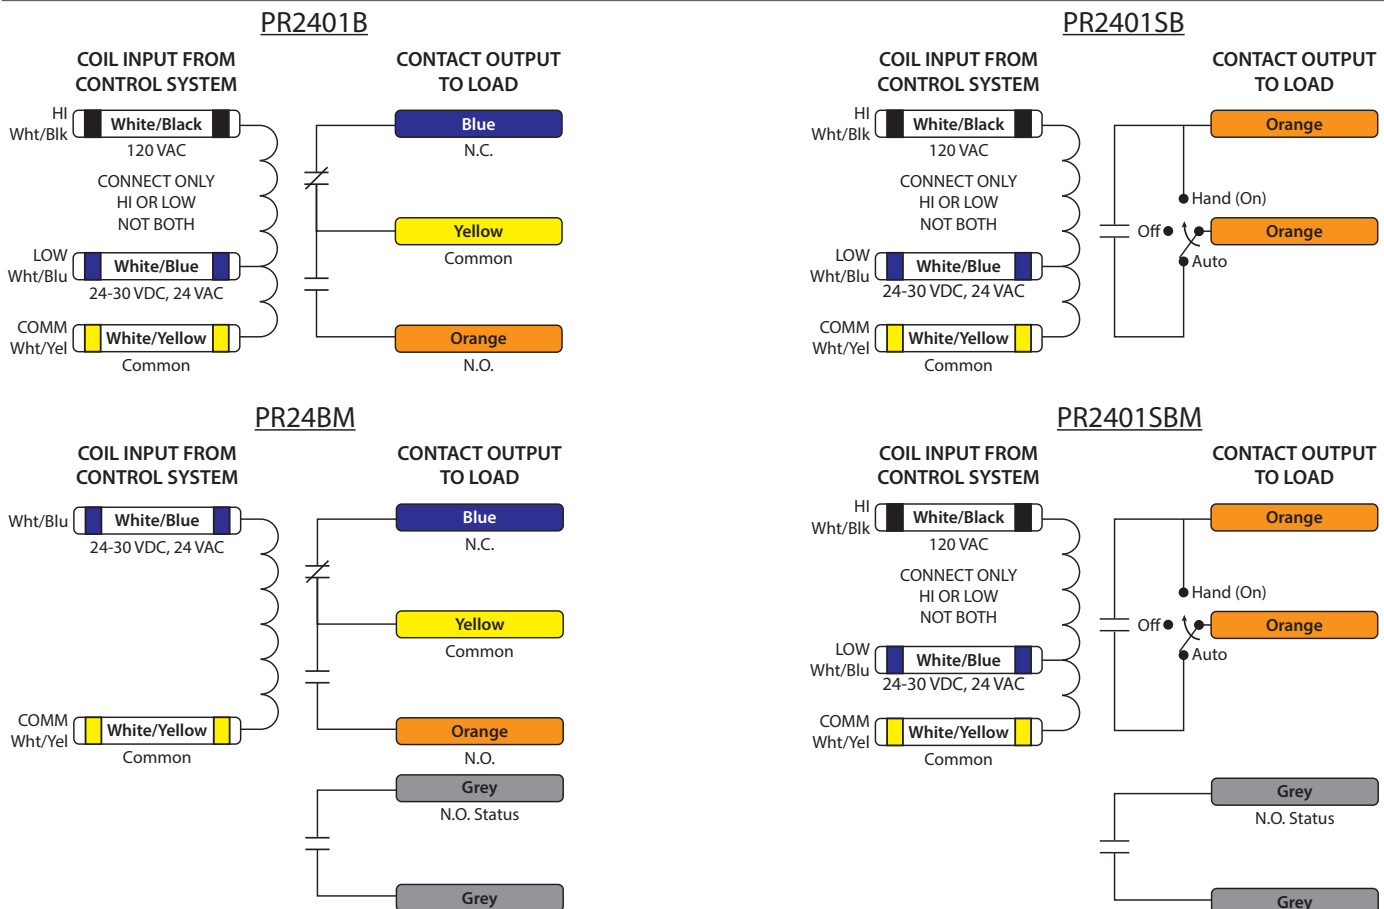 PR2401B
COIL INPUT FROM
CONTROL SYSTEM
CONTACT OUTPUT
TO LOAD
HI
Wht/Blk
White/Black
120 VAC
CONNECT ONLY
HI OR LOW
NOT BOTH
LOW
Wht/Blu
White/Blue
24-30 VDC, 24 VAC
COMM
Wht/Yel
White/Yellow
Common
Blue
N.C.
Yellow
Common
Orange
N.O.
PR2401SB
COIL INPUT FROM
CONTROL SYSTEM
CONTACT OUTPUT
TO LOAD
HI
Wht/Blk
White/Black
120 VAC
CONNECT ONLY
HI OR LOW
NOT BOTH
LOW
Wht/Blu
White/Blue
24-30 VDC, 24 VAC
COMM
Wht/Yel
White/Yellow
Common
Orange
Hand (On)
Off
Orange
Auto
PR24BM
COIL INPUT FROM
CONTROL SYSTEM
CONTACT OUTPUT
TO LOAD
Wht/Blu
White/Blue
24-30 VDC, 24 VAC
COMM
Wht/Yel
White/Yellow
Common
Blue
N.C.
Yellow
Common
Orange
N.O.
Grey
N.O. Status
Grey
PR2401SBM
COIL INPUT FROM
CONTROL SYSTEM
CONTACT OUTPUT
TO LOAD
HI
Wht/Blk
White/Black
120 VAC
CONNECT ONLY
HI OR LOW
NOT BOTH
LOW
Wht/Blu
White/Blue
24-30 VDC, 24 VAC
COMM
Wht/Yel
White/Yellow
Common
Orange
Hand (On)
Off
Orange
Auto
Grey
N.O. Status
Grey